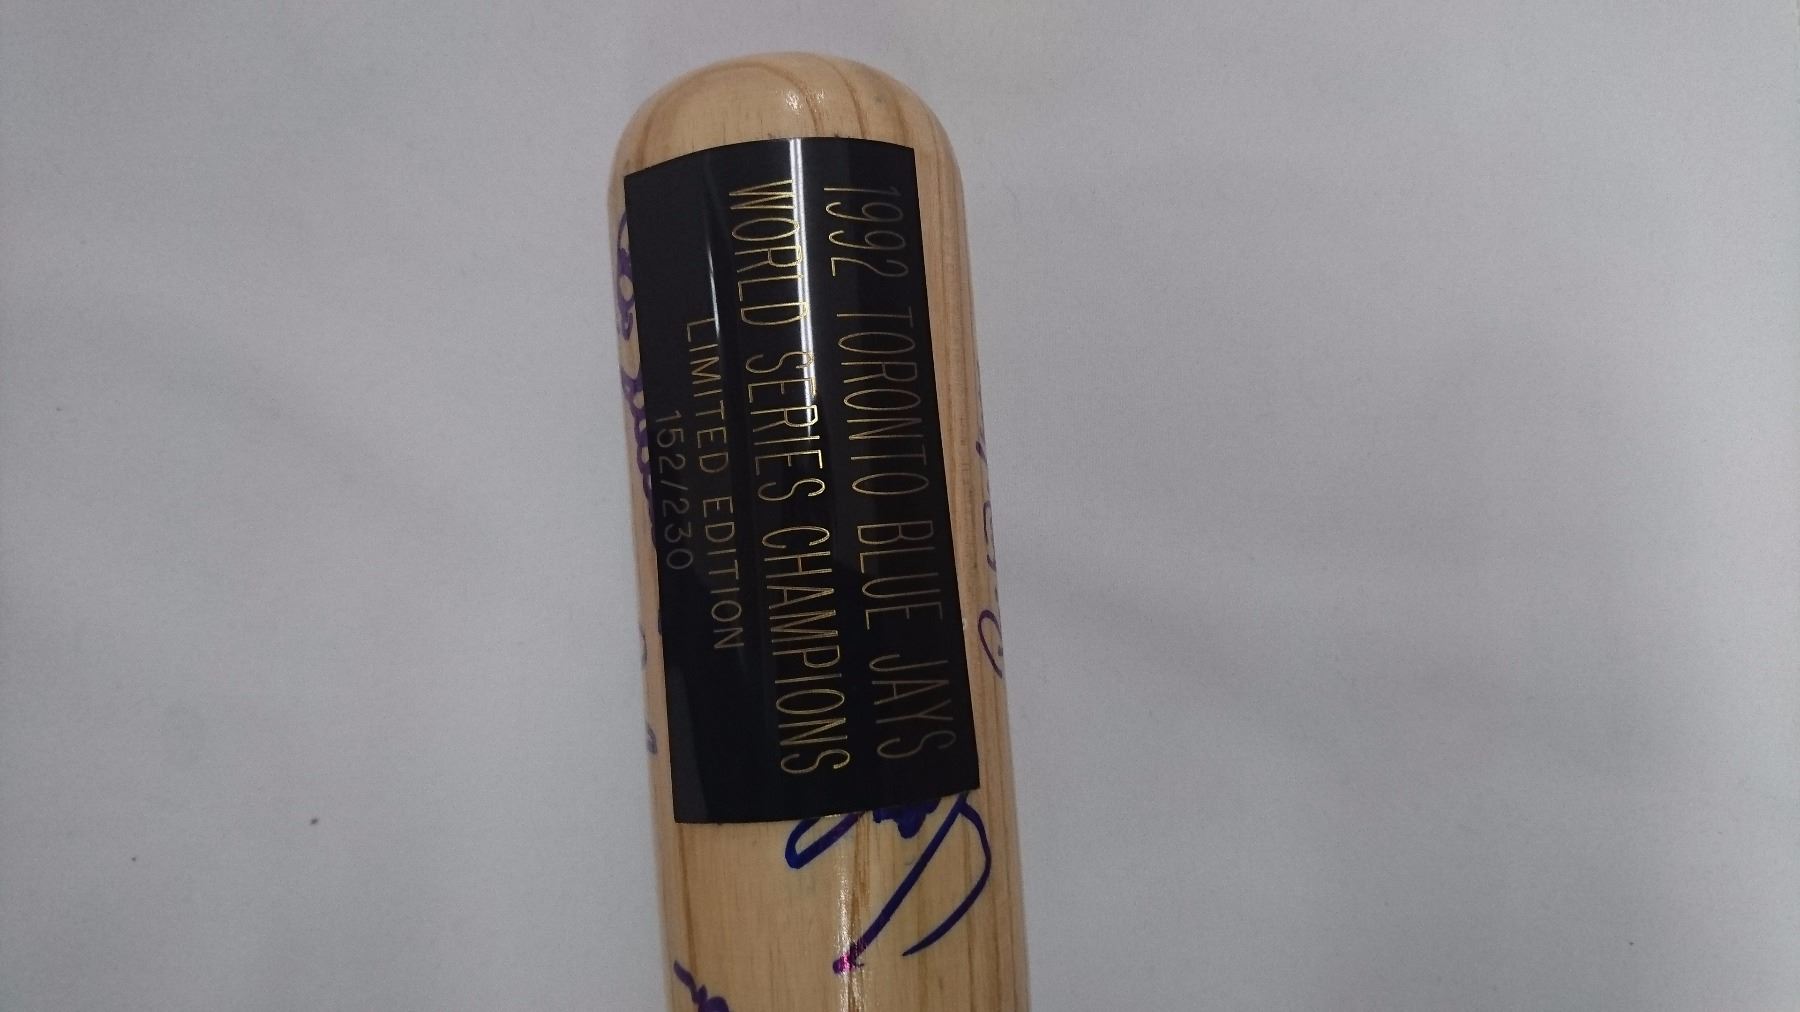 1992 TORONTO BLUE JAYS
WORLD SERIES CHAMPIONS
LIMITED EDITION
152/230